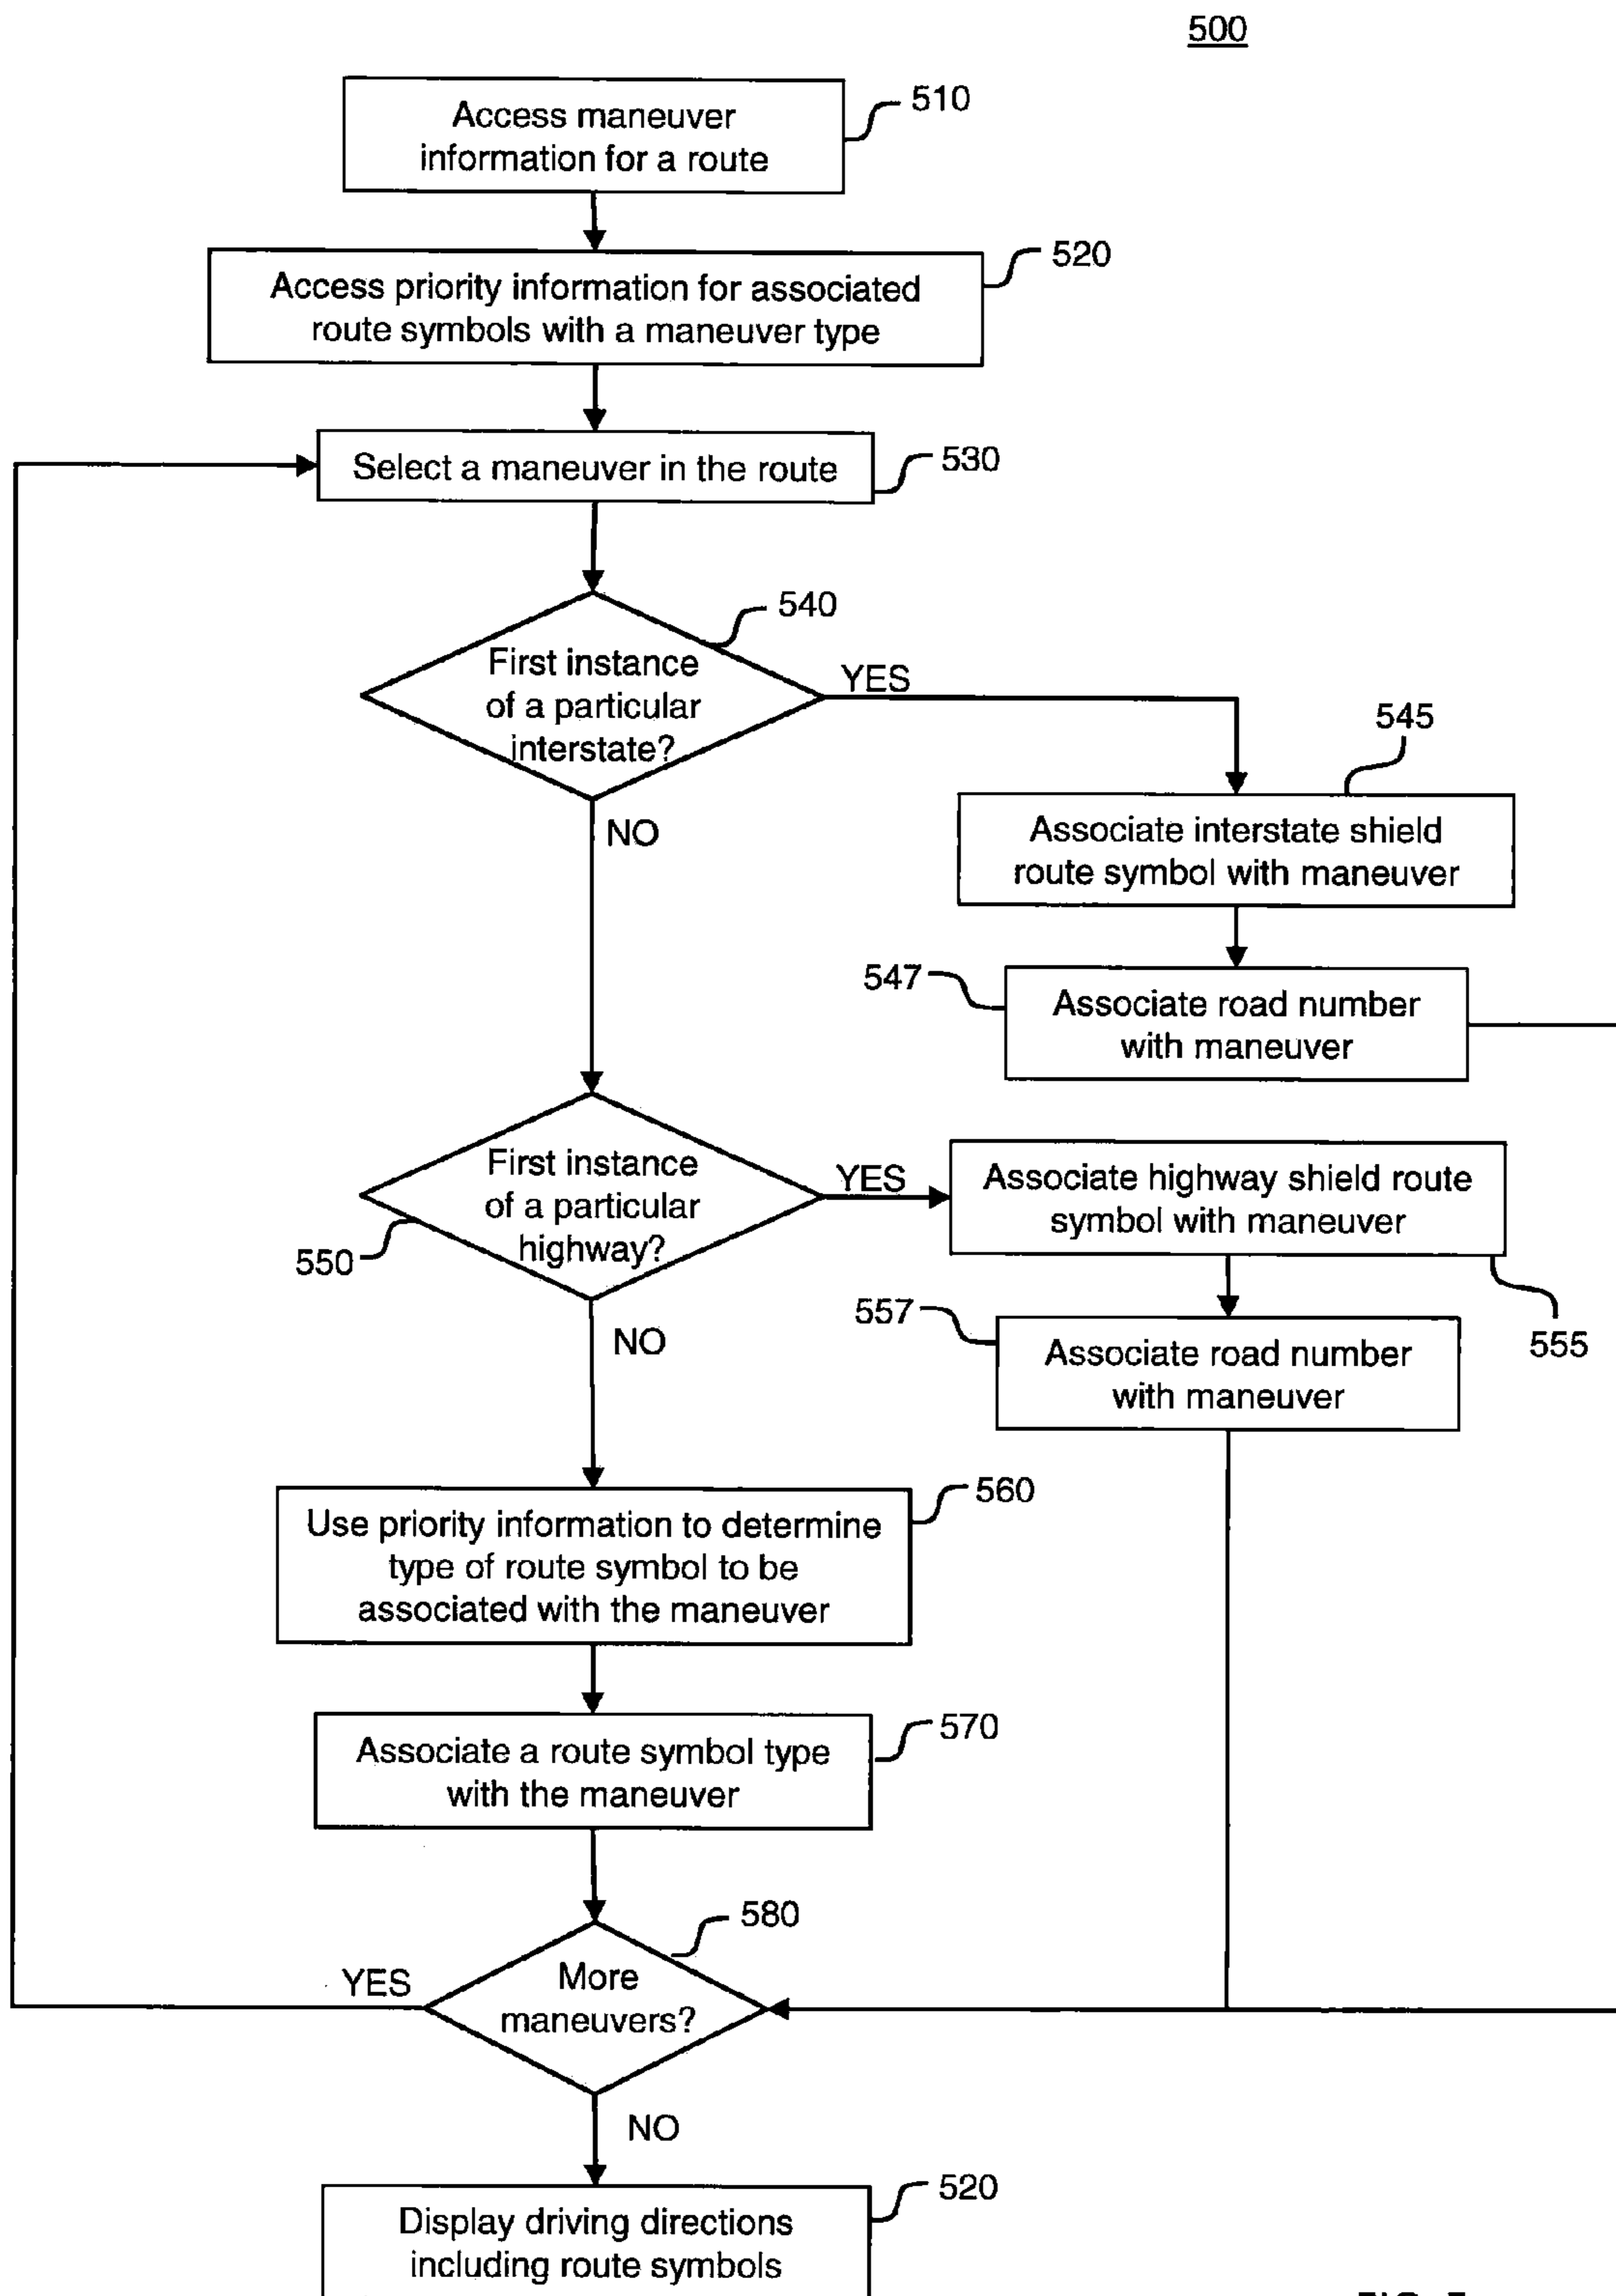 500
Access maneuver
information for a route
510
Access priority information for associated
route symbols with a maneuver type
520
Select a maneuver in the route
530
540
First instance
of a particular
interstate?
YES
NO
545
Associate interstate shield
route symbol with maneuver
547
Associate road number
with maneuver
First instance
of a particular
highway?
550
YES
NO
Associate highway shield route
symbol with maneuver
555
557
Associate road number
with maneuver
560
Use priority information to determine
type of route symbol to be
associated with the maneuver
570
Associate a route symbol type
with the maneuver
580
More
maneuvers?
YES
NO
520
Display driving directions
including route symbols